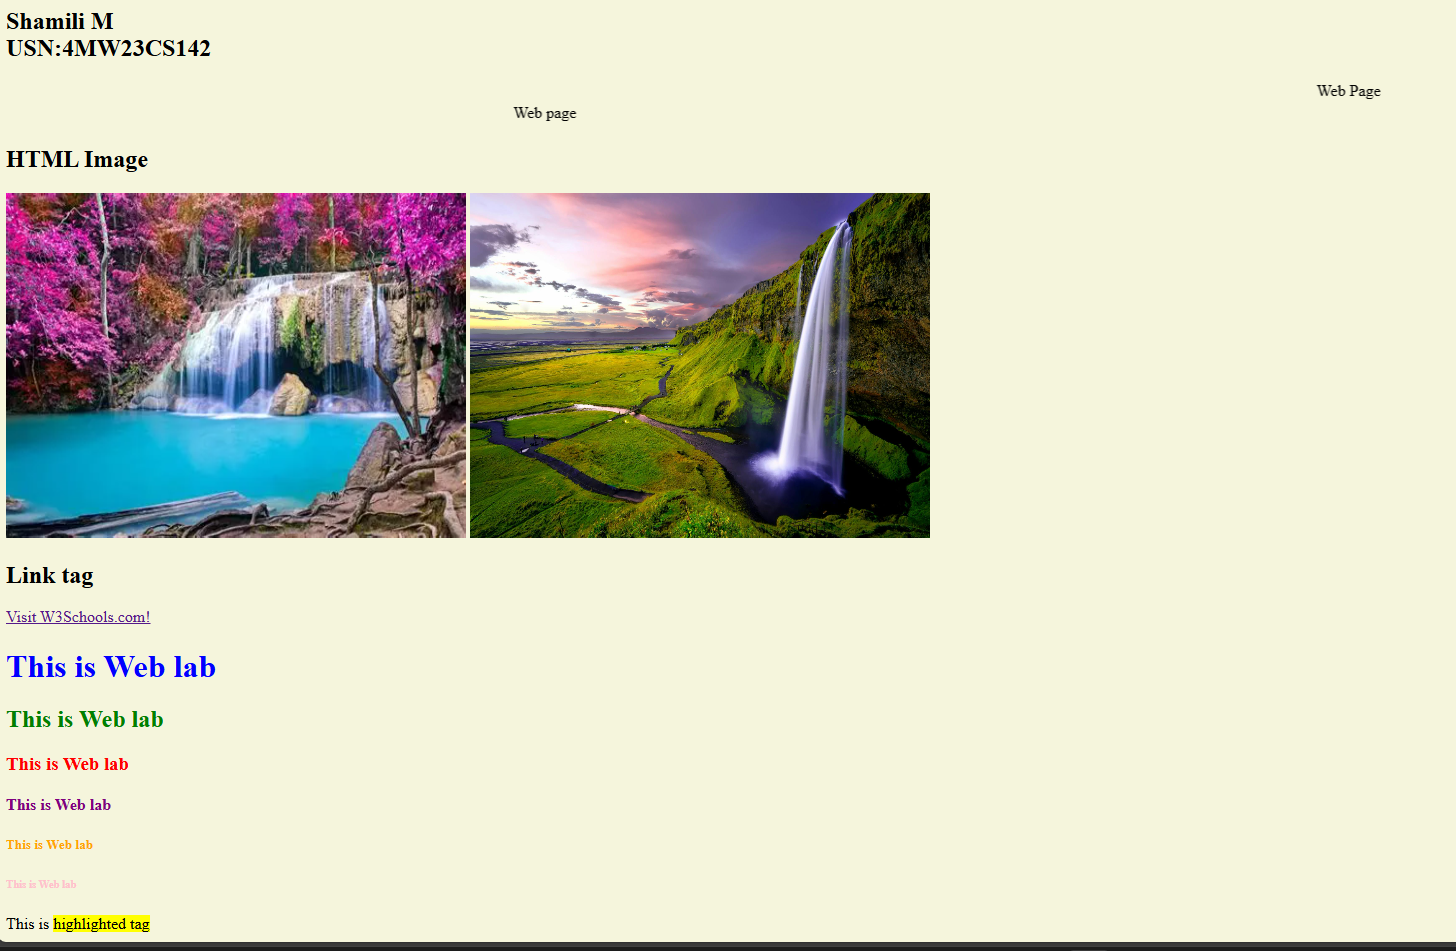 Shamili M
USN:4MW23CS142
Web Page
Web page
HTML Image
Link tag
Visit W3Schools.com!
This is Web lab
This is Web lab
This is Web lab
This is Web lab
This is Web lab
This is Web lab
This is highlighted tag